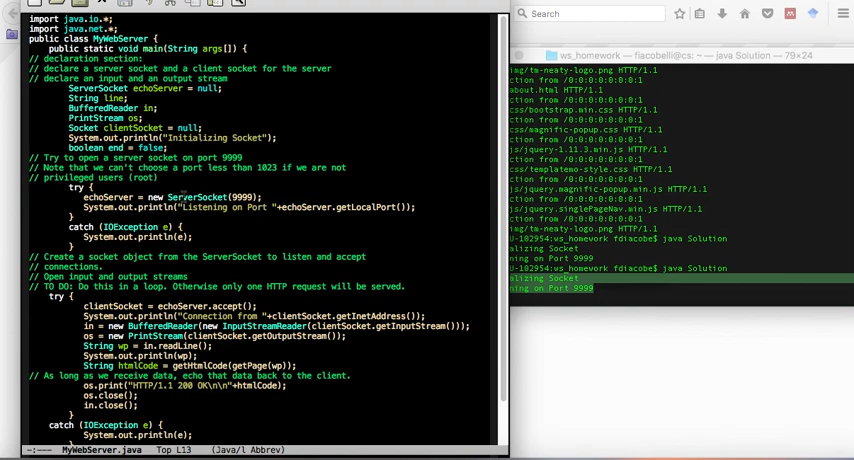 import java.io.*;
import java.net.*;
public class MyWebServer {
public static void main(String args[]) {
// declaration section:
// declare a server socket and a client socket for the server
// declare an input and an output stream
ServerSocket echoServer = null;
String line;
BufferedReader in;
PrintStream os;
Socket clientSocket = null;
System.out.println("Initializing Socket");
boolean end = false;
// Try to open a server socket on port 9999
// Note that we can't choose a port less than 1023 if we are not
// privileged users (root)
try {
echoServer = new ServerSocket(9999);
System.out.println("Listening on Port "+echoServer.getLocalPort());
}
catch (IOException e) {
System.out.println(e);
}
// Create a socket object from the ServerSocket to listen and accept
// connections.
// Open input and output streams
// TO DO: Do this in a loop. Otherwise only one HTTP request will be served.
try {
clientSocket = echoServer.accept();
System.out.println("Connection from "+clientSocket.getInetAddress());
in = new BufferedReader(new InputStreamReader(clientSocket.getInputStream()));
os = new PrintStream(clientSocket.getOutputStream());
String wp = in.readLine();
System.out.println(wp);
String htmlCode = getHtmlCode(getPage(wp));
// As long as we receive data, echo that data back to the client.
os.print("HTTP/1.1 200 OK\n\n"+htmlCode);
os.close();
in.close();
}
catch (IOException e) {
System.out.println(e);
}
-:--- MyWebServer.java Top L13 (Java/l Abbrev)
Search
ws_homework — fiacobelli@cs: ~ — java Solution — 79×24
img/tm-neaty-logo.png HTTP/1.1
ction from /0:0:0:0:0:0:0:1
about.html HTTP/1.1
ction from /0:0:0:0:0:0:0:1
css/bootstrap.min.css HTTP/1.1
ction from /0:0:0:0:0:0:0:1
css/magnific-popup.css HTTP/1.1
ction from /0:0:0:0:0:0:0:1
js/jquery-1.11.3.min.js HTTP/1.1
ction from /0:0:0:0:0:0:0:1
css/templatemo-style.css HTTP/1.1
ction from /0:0:0:0:0:0:0:1
js/jquery.magnific-popup.min.js HTTP/1.1
ction from /0:0:0:0:0:0:0:1
js/jquery.singlePageNav.min.js HTTP/1.1
ction from /0:0:0:0:0:0:0:1
img/tm-neaty-logo.png HTTP/1.1
U-182954:ws_homework fdiacobe$ java Solution
alizing Socket
ning on Port 9999
U-182954:ws_homework fdiacobe$ java Solution
alizing Socket
ning on Port 9999